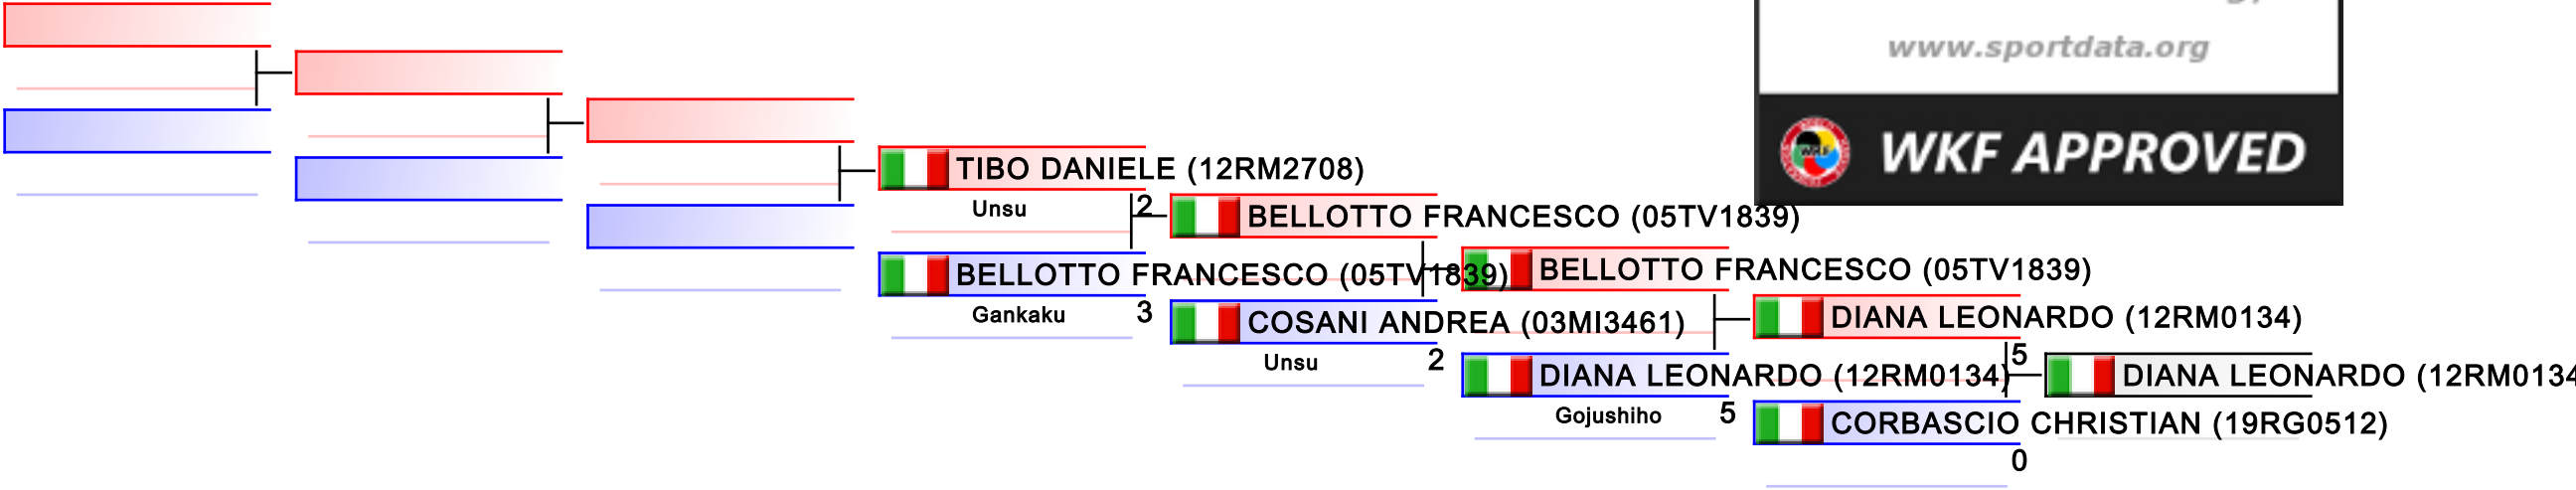 www.sportdata.org
WKF
WKF APPROVED
TIBO DANIELE (12RM2708)
Unsu
2
BELLOTTO FRANCESCO (05TV1839)
BELLOTTO FRANCESCO (05TV1839)
Gankaku
3
BELLOTTO FRANCESCO (05TV1839)
COSANI ANDREA (03MI3461)
Unsu
2
DIANA LEONARDO (12RM0134)
5
DIANA LEONARDO (12RM0134)
Gojushiho
5
DIANA LEONARDO (12RM0134
CORBASCIO CHRISTIAN (19RG0512)
0